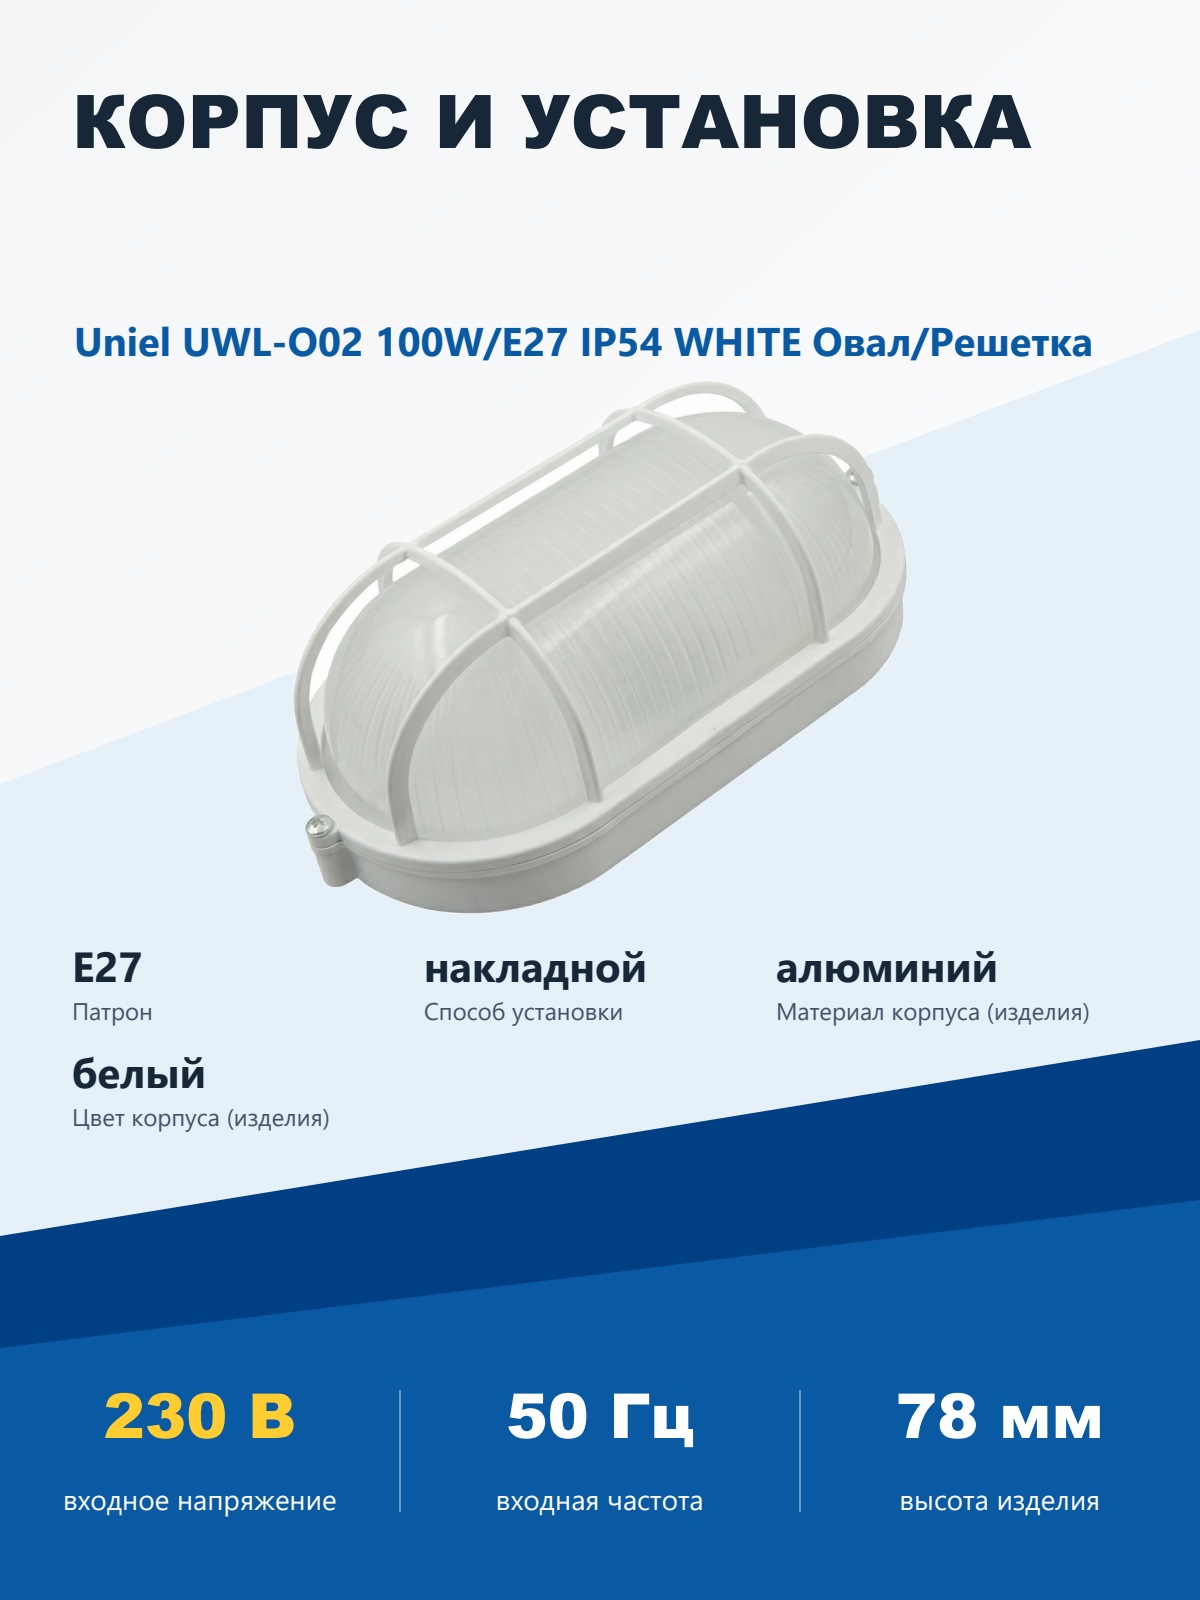 КОРПУС И УСТАНОВКА
Uniel UWL-O02 100W/E27 IP54 WHITE Овал/Решетка
E27
Патрон
накладной
Способ установки
алюминий
Материал корпуса (изделия)
белый
Цвет корпуса (изделия)
230 В
входное напряжение
50 Гц
входная частота
78 мм
высота изделия